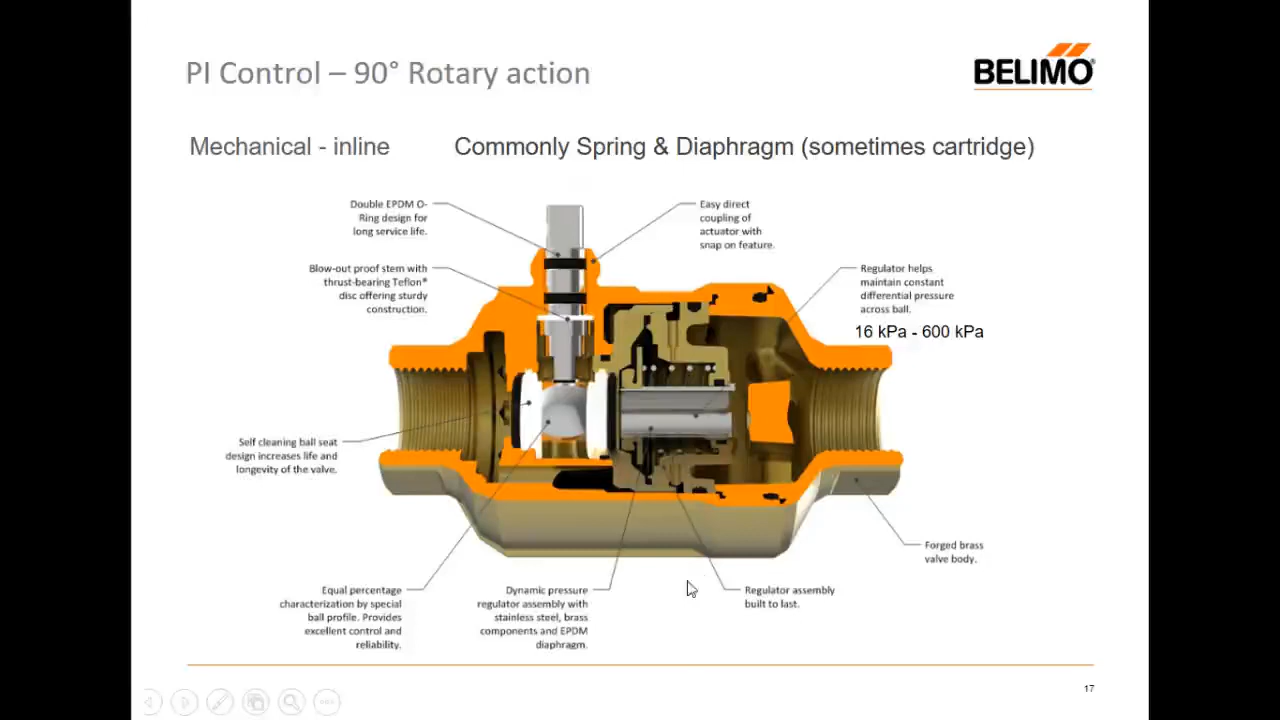 PI Control – 90° Rotary action
BELIMO®
Mechanical - inline
Commonly Spring & Diaphragm (sometimes cartridge)
Double EPDM O-
Ring design for
long service life.
Easy direct
coupling of
actuator with
snap on feature.
Blow-out proof stem with
thrust-bearing Teflon®
disc offering sturdy
construction.
Regulator helps
maintain constant
differential pressure
across ball.
16 kPa - 600 kPa
Self cleaning ball seat
design increases life and
longevity of the valve.
Forged brass
valve body.
Equal percentage
characterization by special
ball profile. Provides
excellent control and
reliability.
Dynamic pressure
regulator assembly with
stainless steel, brass
components and EPDM
diaphragm.
Regulator assembly
built to last.
17